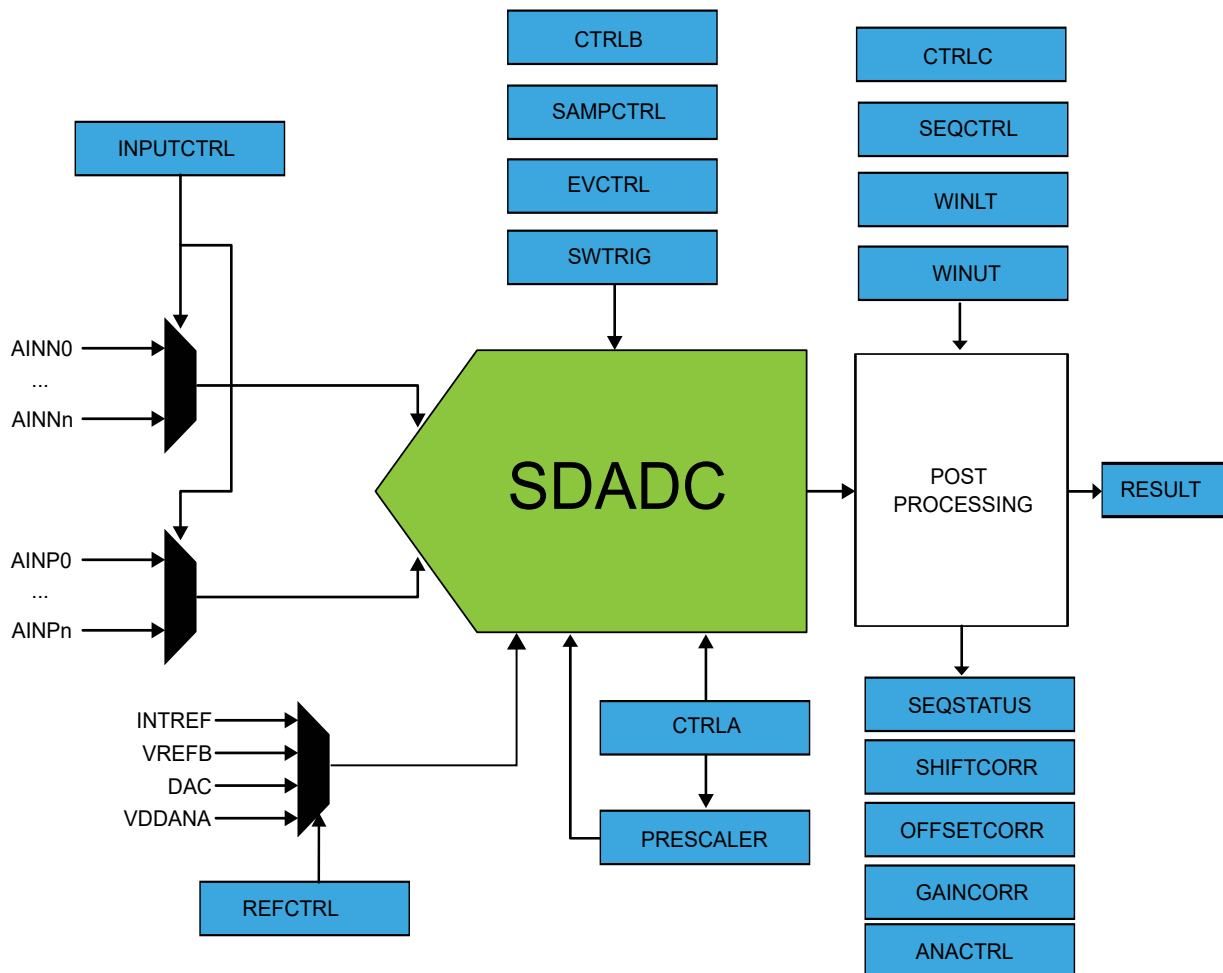 CTRLB
CTRLC
SAMPCTRL
SEQCTRL
INPUTCTRL
EVCTRL
WINLT
SWTRIG
WINUT
AINN0
...
AINNn
SDADC
POST
PROCESSING
RESULT
AINP0
...
AINPn
INTREF
VREFB
DAC
VDDANA
CTRLA
SEQSTATUS
SHIFTCORR
PRESCALER
OFFSETCORR
REFCTRL
GAINCORR
ANACTRL